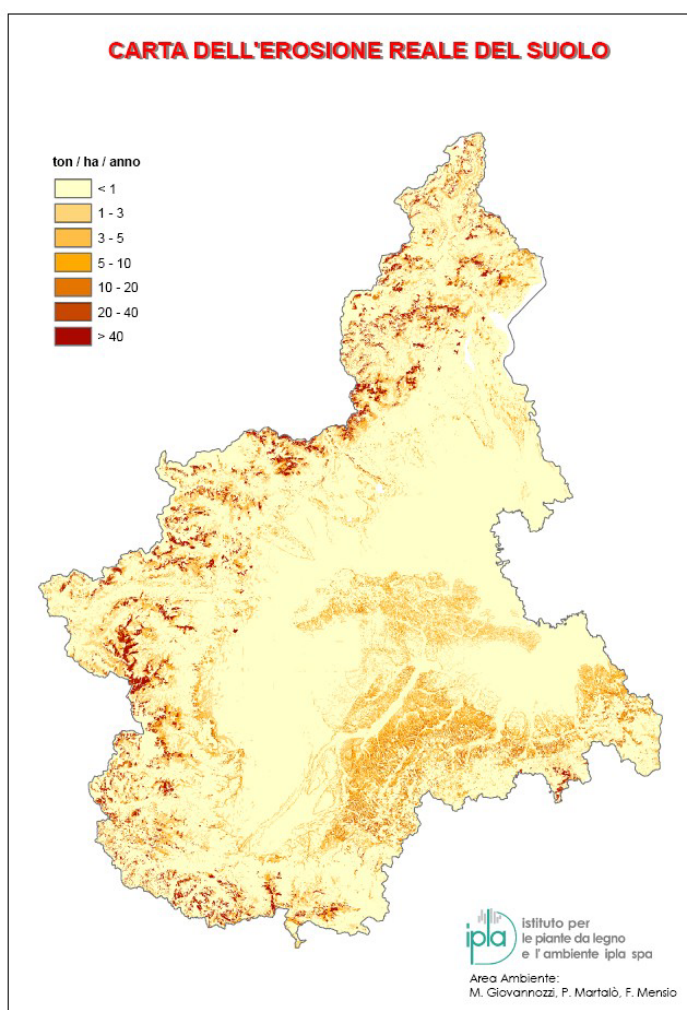 CARTA DELL'EROSIONE REALE DEL SUOLO
ton / ha / anno
< 1
1 - 3
3 - 5
5 - 10
10 - 20
20 - 40
> 40
ipla
istituto per
le piante da legno
e l'ambiente ipla spa
Area Ambiente:
M. Giovannozzi, P. Martalò, F. Mensio